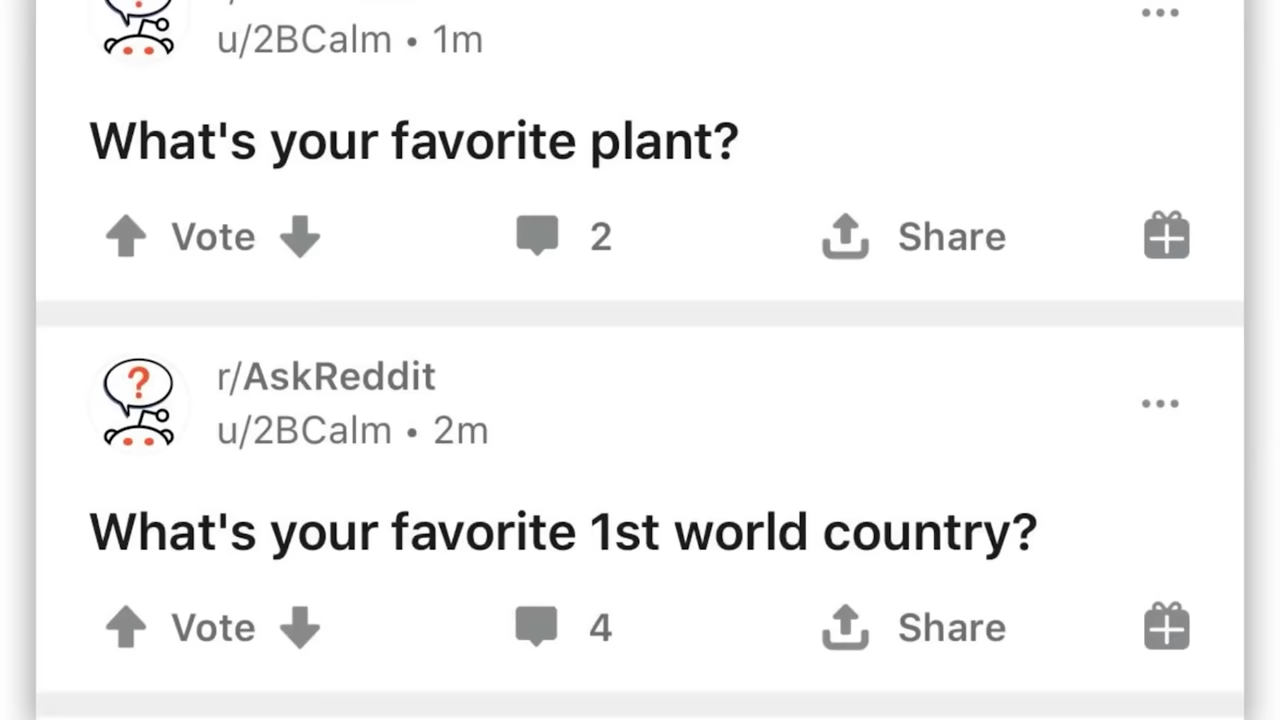 u/2BCalm • 1m
What's your favorite plant?
Vote 2 Share
r/AskReddit
u/2BCalm • 2m
What's your favorite 1st world country?
Vote 4 Share